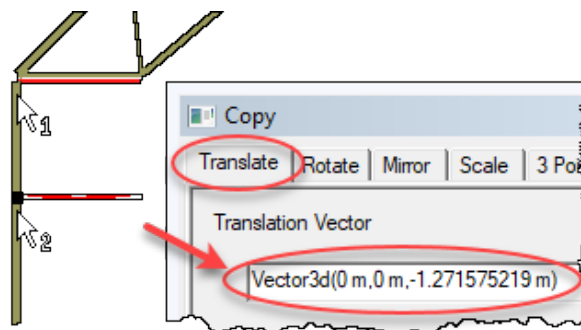 1
2
Copy
Translate Rotate Mirror Scale 3 Poi
Translation Vector
Vector3d(0 m,0 m,-1.271575219 m)